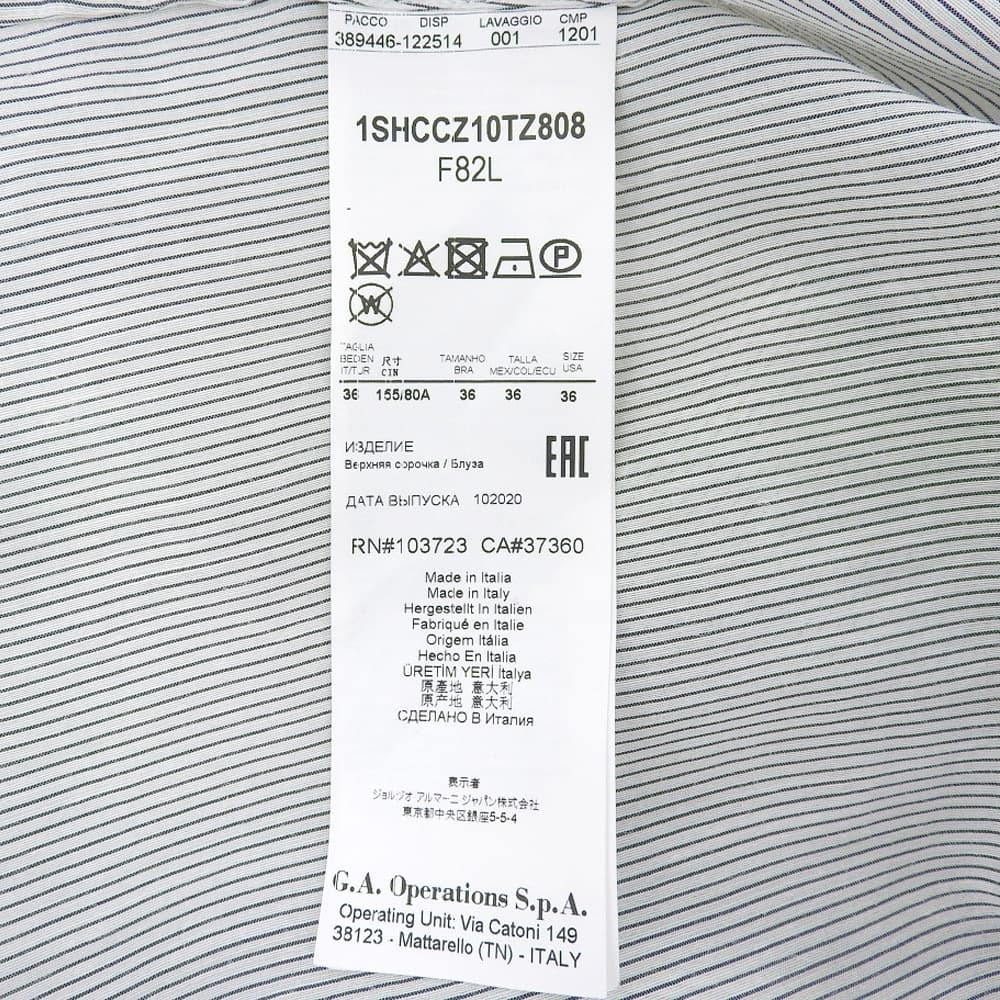 PACCO DISP LAVAGGIO CMP
389446-122514 001 1201
1SHCCZ10TZ808
F82L
P
W
TAGLIA
BEDEN 尺寸 TAMANHO TALLA SIZE
IT/TUR CIN BRA MEX/COL/ECU USA
36 155/80A 36 36 36
ИЗДЕЛИЕ EAC
Верхняя сорочка / Блуза
ДАТА ВЫПУСКА 102020
RN#103723 CA#37360
Made in Italia
Made in Italy
Hergestellt In Italien
Fabriqué en Italie
Origem Itália
Hecho En Italia
ÜRETİM YERİ İtalya
原產地 意大利
原产地 意大利
СДЕЛАНО В Италия
表示者
ジョルジオ アルマーニ ジャパン株式会社
東京都中央区銀座5-5-4
G.A. Operations S.p.A.
Operating Unit: Via Catoni 149
38123 - Mattarello (TN) - ITALY